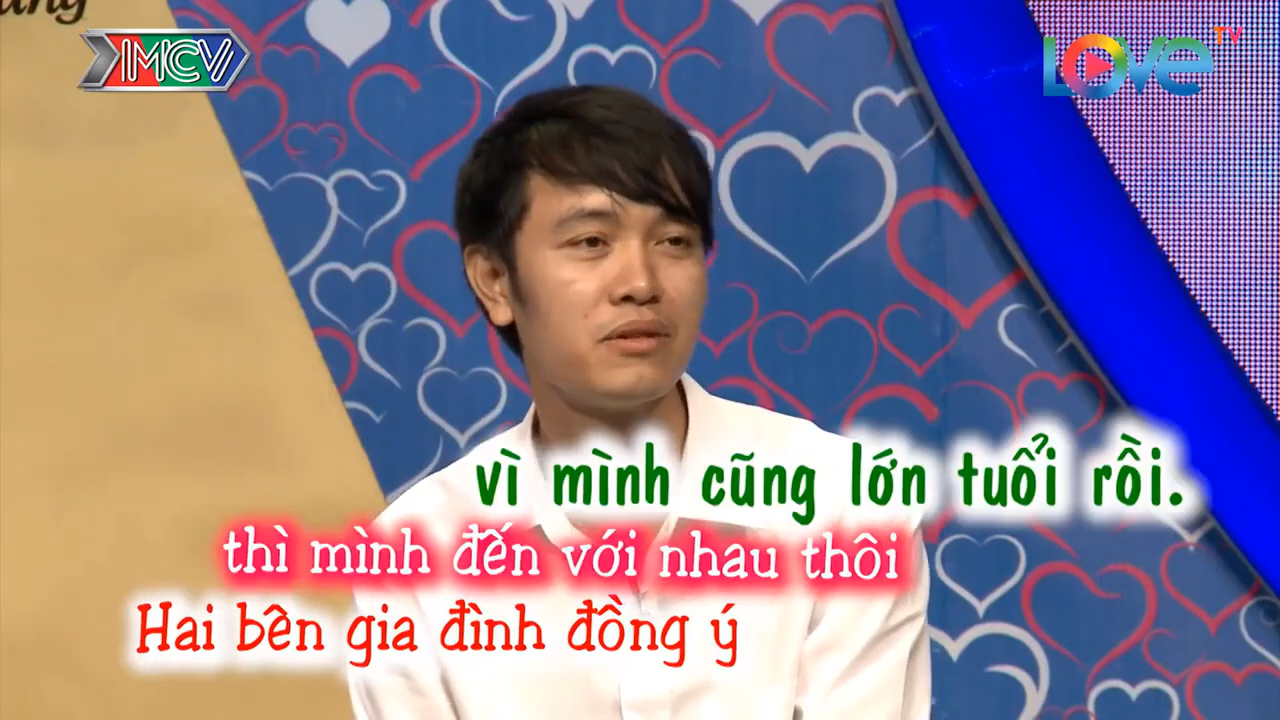 MCV
LOVE TV
vì mình cũng lớn tuổi rồi.
thì mình đến với nhau thôi
Hai bên gia đình đồng ý